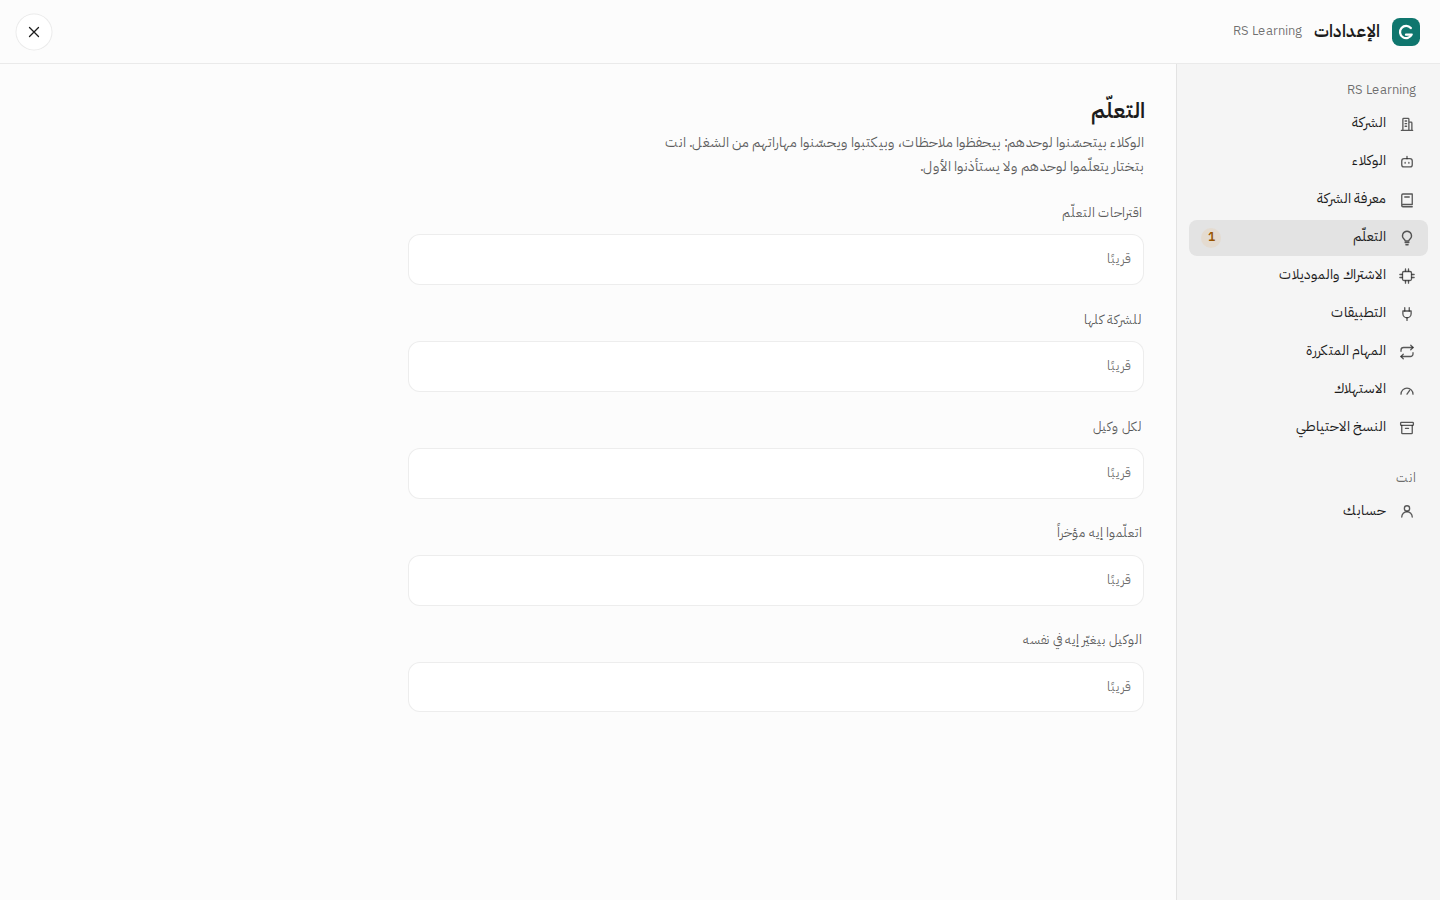 الإعدادات RS Learning
RS Learning
الشركة
الوكلاء
معرفة الشركة
التعلّم 1
الاشتراك والموديلات
التطبيقات
المهام المتكررة
الاستهلاك
النسخ الاحتياطي
انت
حسابك
التعلّم
الوكلاء بيتحسّنوا لوحدهم: بيحفظوا ملاحظات، وبيكتبوا ويحسّنوا مهاراتهم من الشغل. انت
بتختار يتعلّموا لوحدهم ولا يستأذنوا الأول.
اقتراحات التعلّم
قريبًا
للشركة كلها
قريبًا
لكل وكيل
قريبًا
اتعلّموا إيه مؤخراً
قريبًا
الوكيل بيغيّر إيه في نفسه
قريبًا